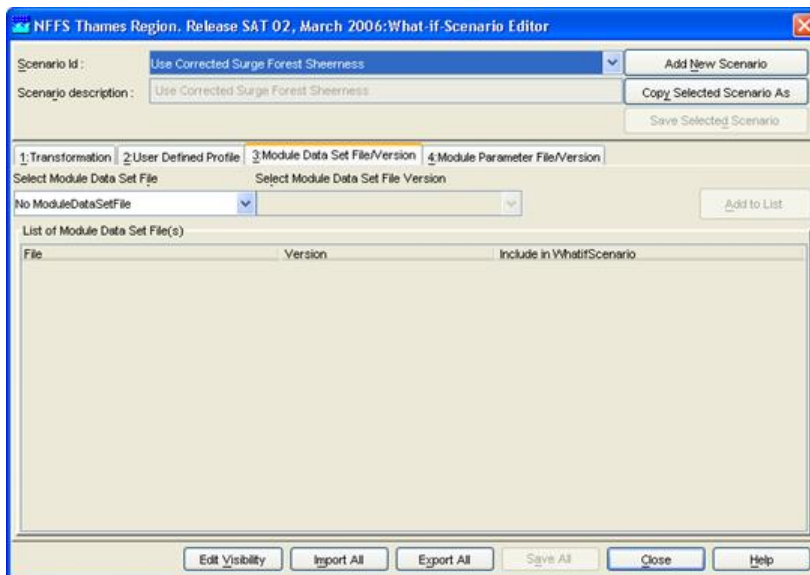 NFFS Thames Region. Release SAT 02, March 2006:What-if-Scenario Editor
Scenario Id :
Use Corrected Surge Forest Sheerness
Add New Scenario
Scenario description :
Use Corrected Surge Forest Sheerness
Copy Selected Scenario As
Save Selected Scenario
1:Transformation
2:User Defined Profile
3:Module Data Set File/Version
4:Module Parameter File/Version
Select Module Data Set File
Select Module Data Set File Version
No ModuleDataSetFile
Add to List
List of Module Data Set File(s)
File
Version
Include in WhatifScenario
Edit Visibility
Import All
Export All
Save All
Close
Help